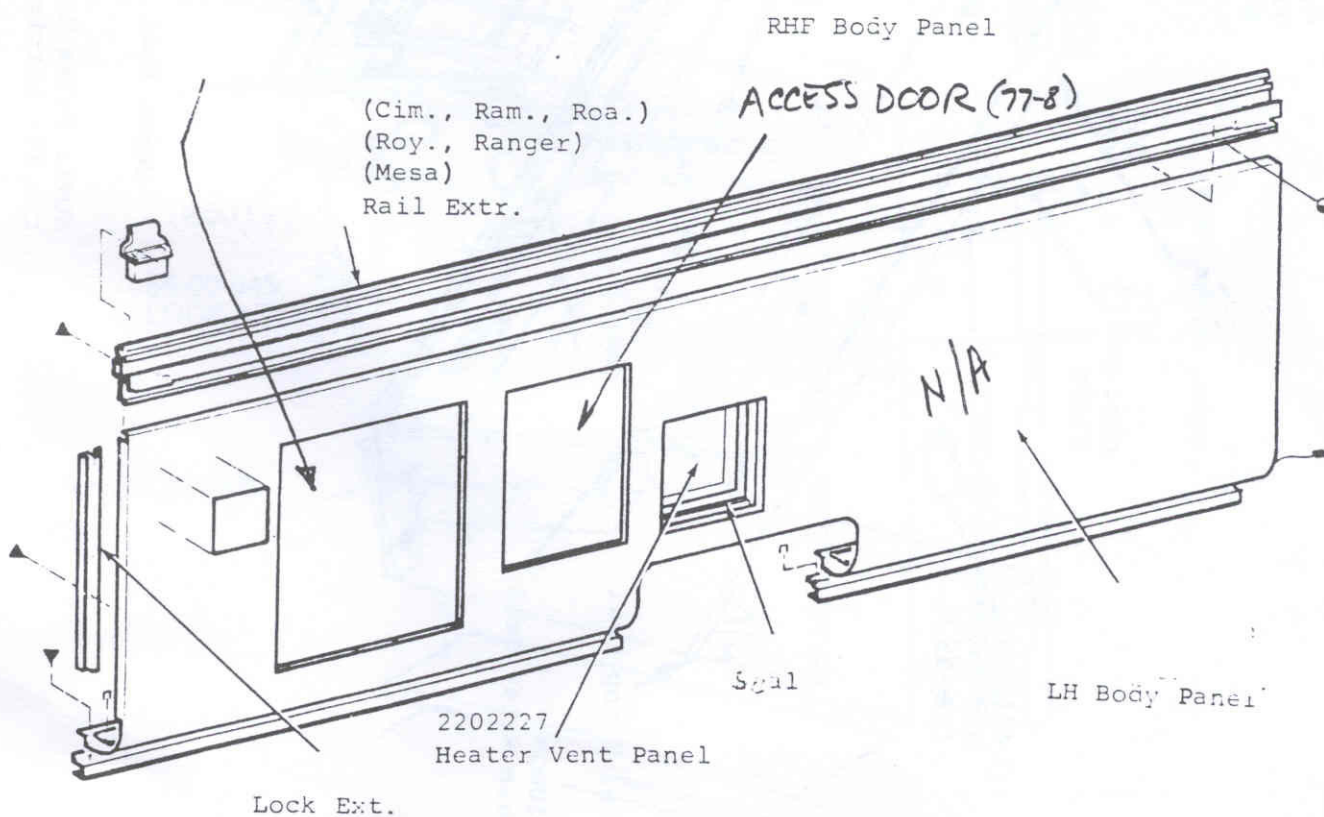 RHF Body Panel
ACCESS DOOR (77-8)
(Cim., Ram., Roa.)
(Roy., Ranger)
(Mesa)
Rail Extr.
N/A
Seal
LH Body Panel
2202227
Heater Vent Panel
Lock Ext.